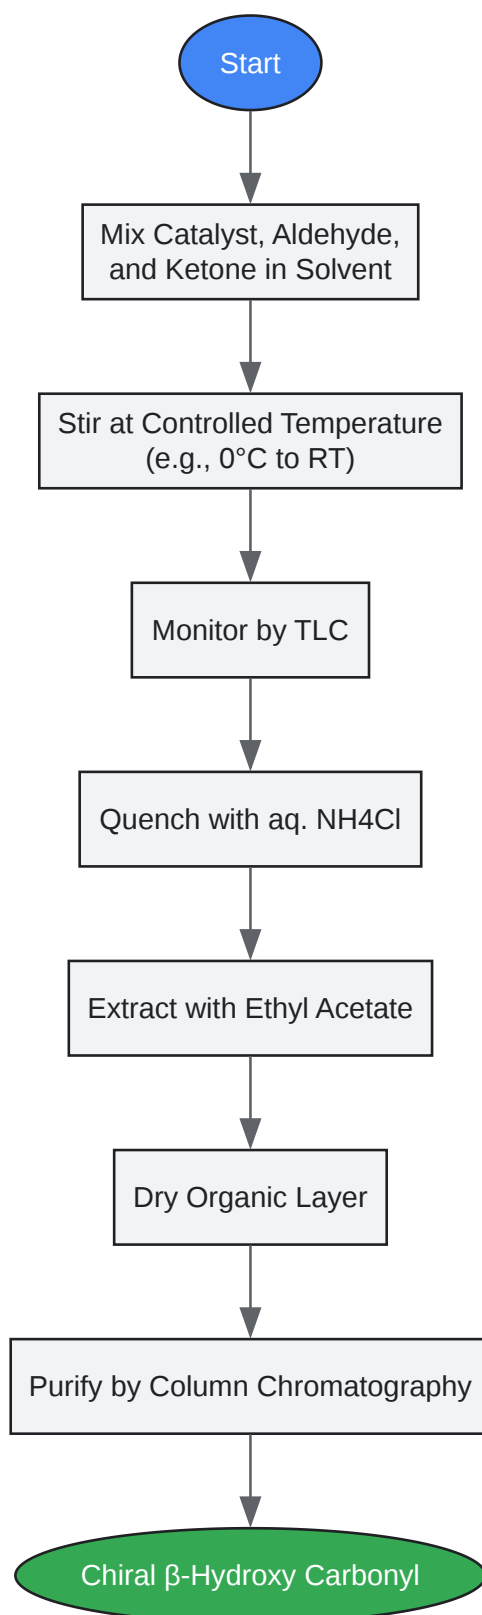 Start
Mix Catalyst, Aldehyde,
and Ketone in Solvent
Stir at Controlled Temperature
(e.g., 0°C to RT)
Monitor by TLC
Quench with aq. NH4Cl
Extract with Ethyl Acetate
Dry Organic Layer
Purify by Column Chromatography
Chiral β-Hydroxy Carbonyl